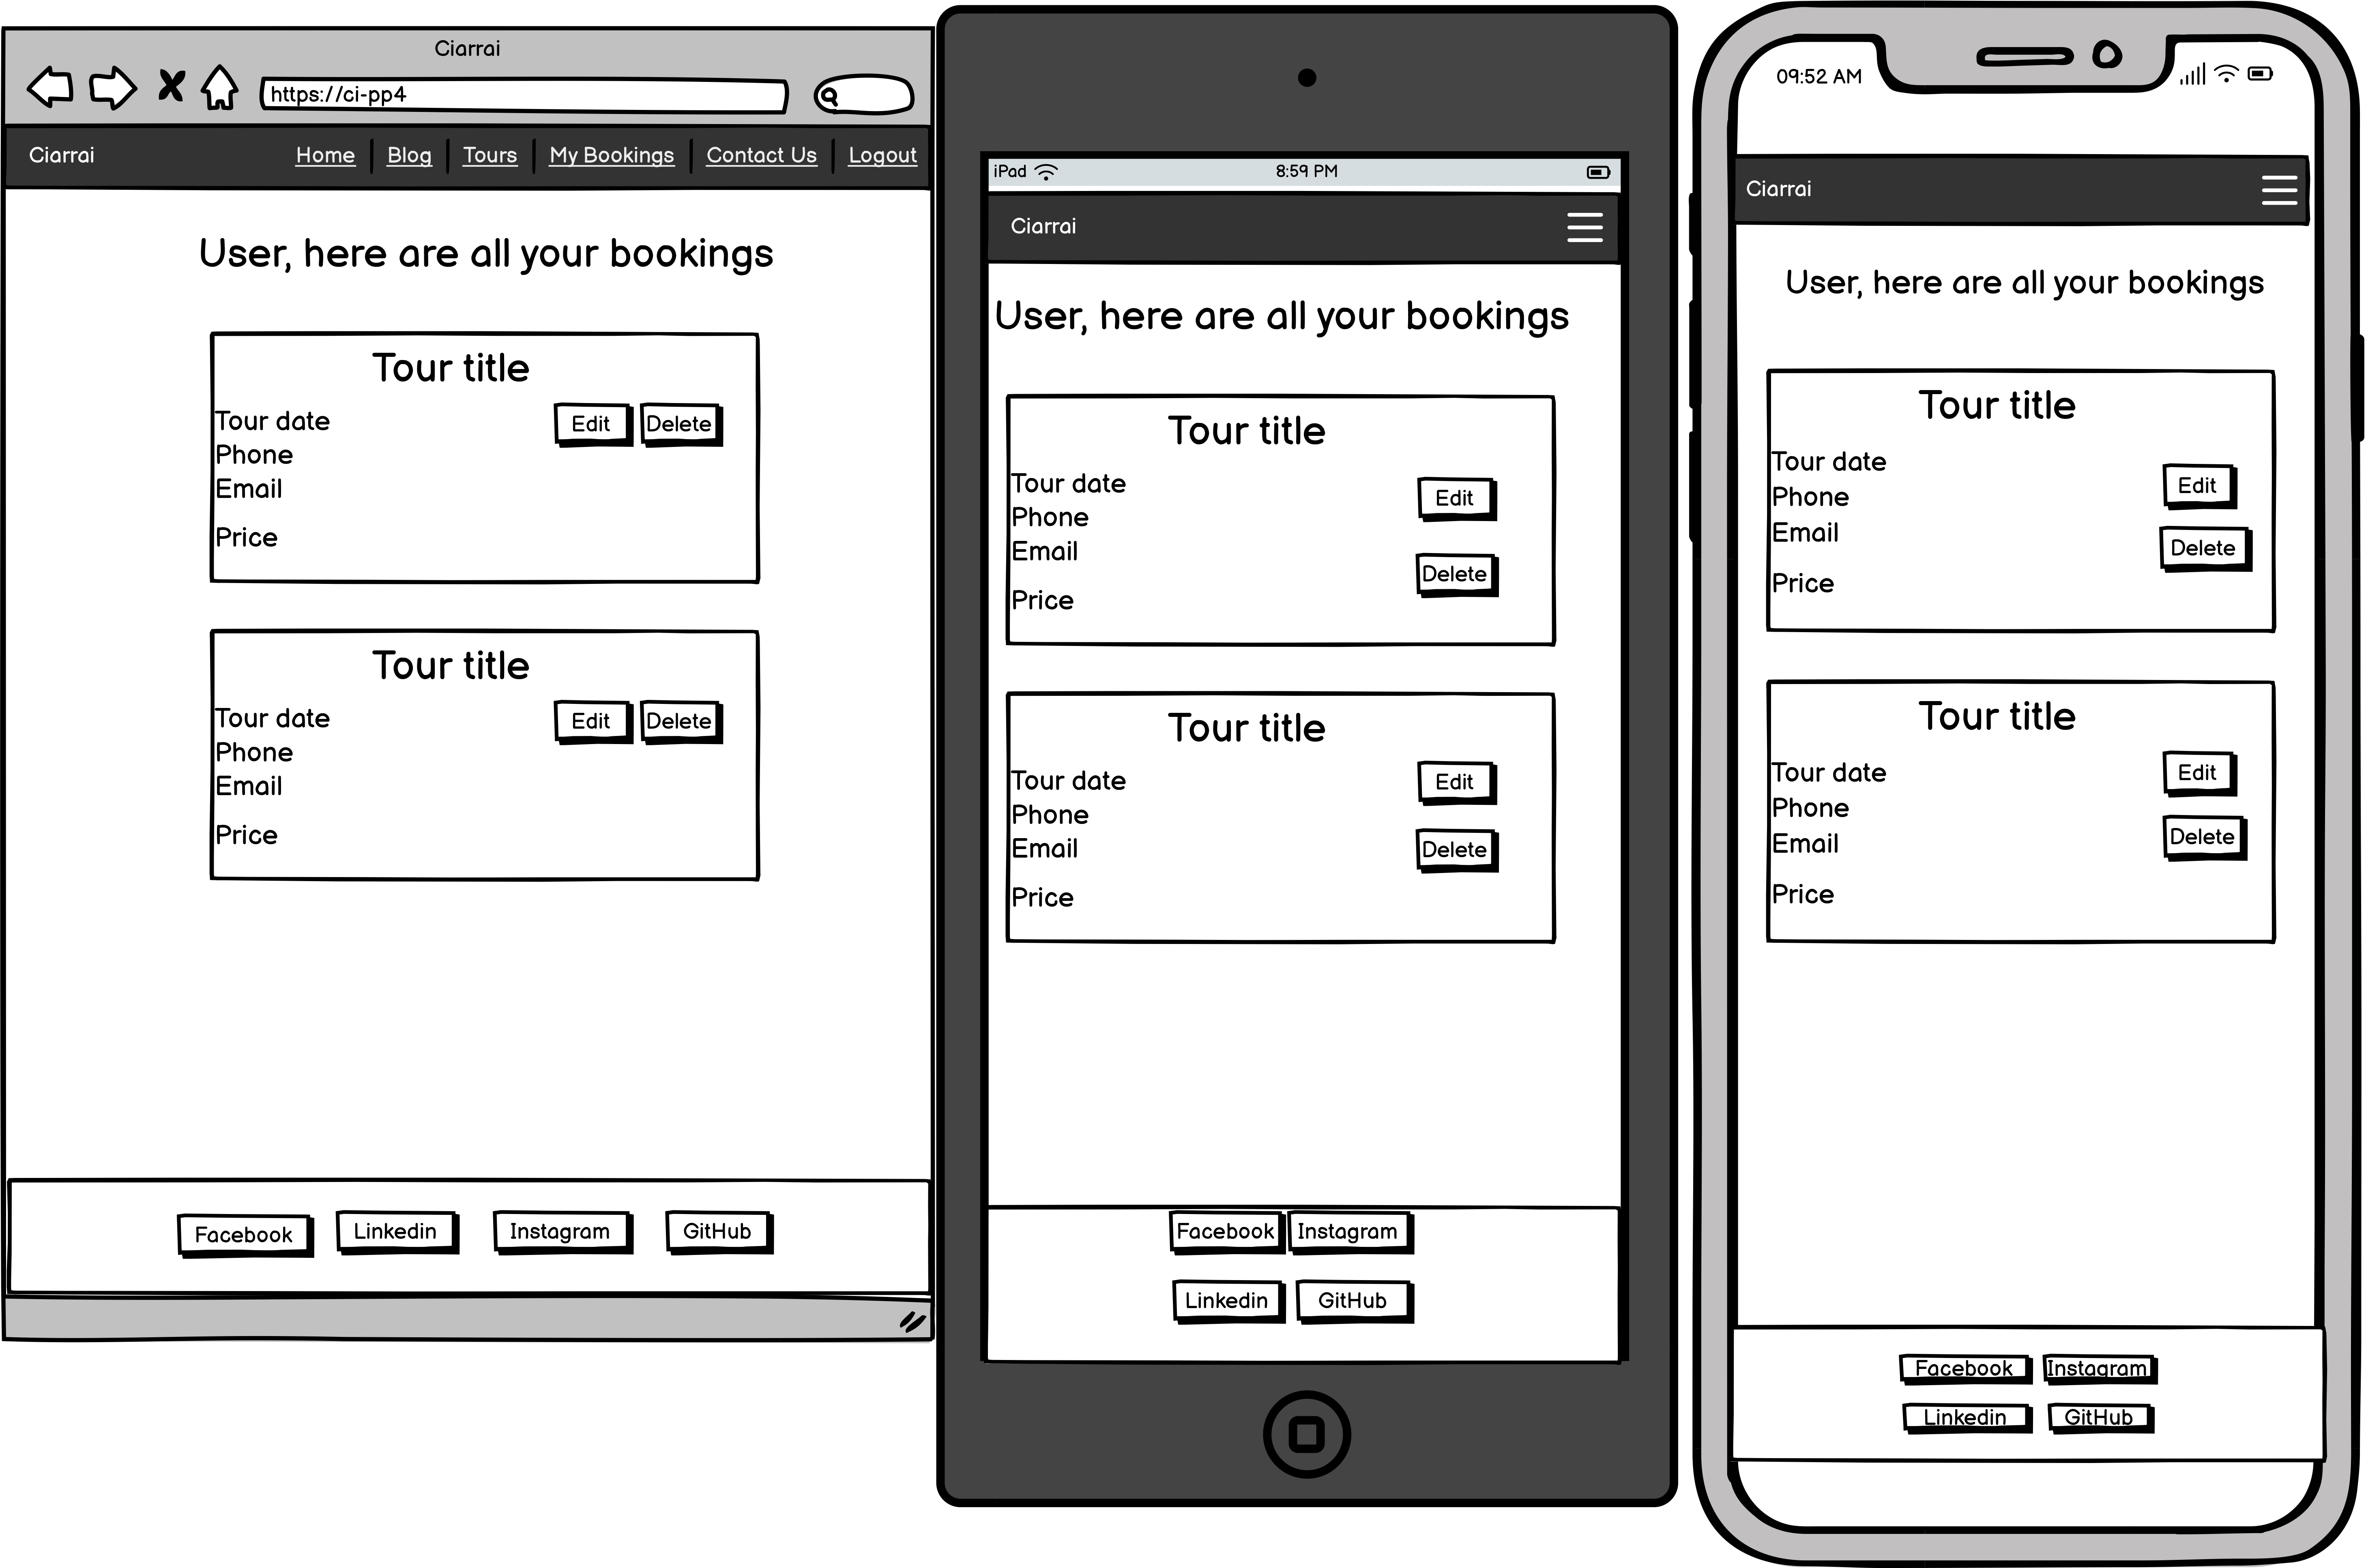 Ciarrai
https://ci-pp4
Ciarrai Home Blog Tours My Bookings Contact Us Logout
User, here are all your bookings
Tour title
Tour date
Edit Delete
Phone
Email
Price
Tour title
Tour date
Edit Delete
Phone
Email
Price
Facebook Linkedin Instagram GitHub
iPad 8:59 PM
Ciarrai
User, here are all your bookings
Tour title
Tour date
Edit
Phone
Email
Delete
Price
Tour title
Tour date
Edit
Phone
Email
Delete
Price
Facebook Instagram
Linkedin GitHub
09:52 AM
Ciarrai
User, here are all your bookings
Tour title
Tour date
Edit
Phone
Email
Delete
Price
Tour title
Tour date
Edit
Phone
Email
Delete
Price
Facebook Instagram
Linkedin GitHub